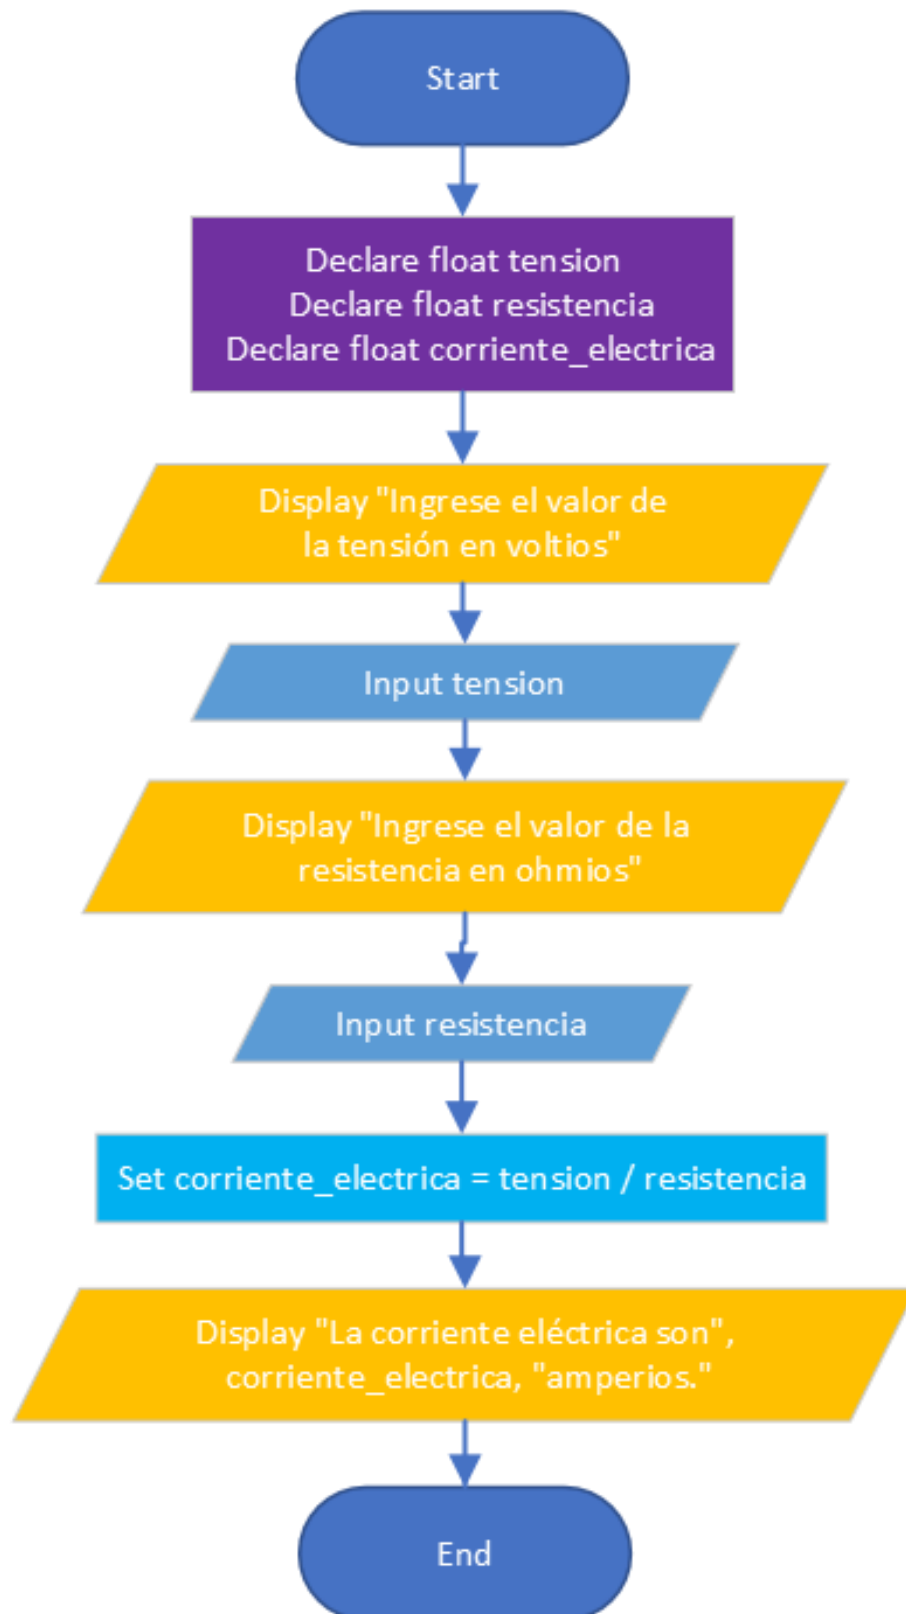 Start
Declare float tension
Declare float resistencia
Declare float corriente_electrica
Display "Ingrese el valor de
la tensión en voltios"
Input tension
Display "Ingrese el valor de la
resistencia en ohmios"
Input resistencia
Set corriente_electrica = tension / resistencia
Display "La corriente eléctrica son",
corriente_electrica, "amperios."
End